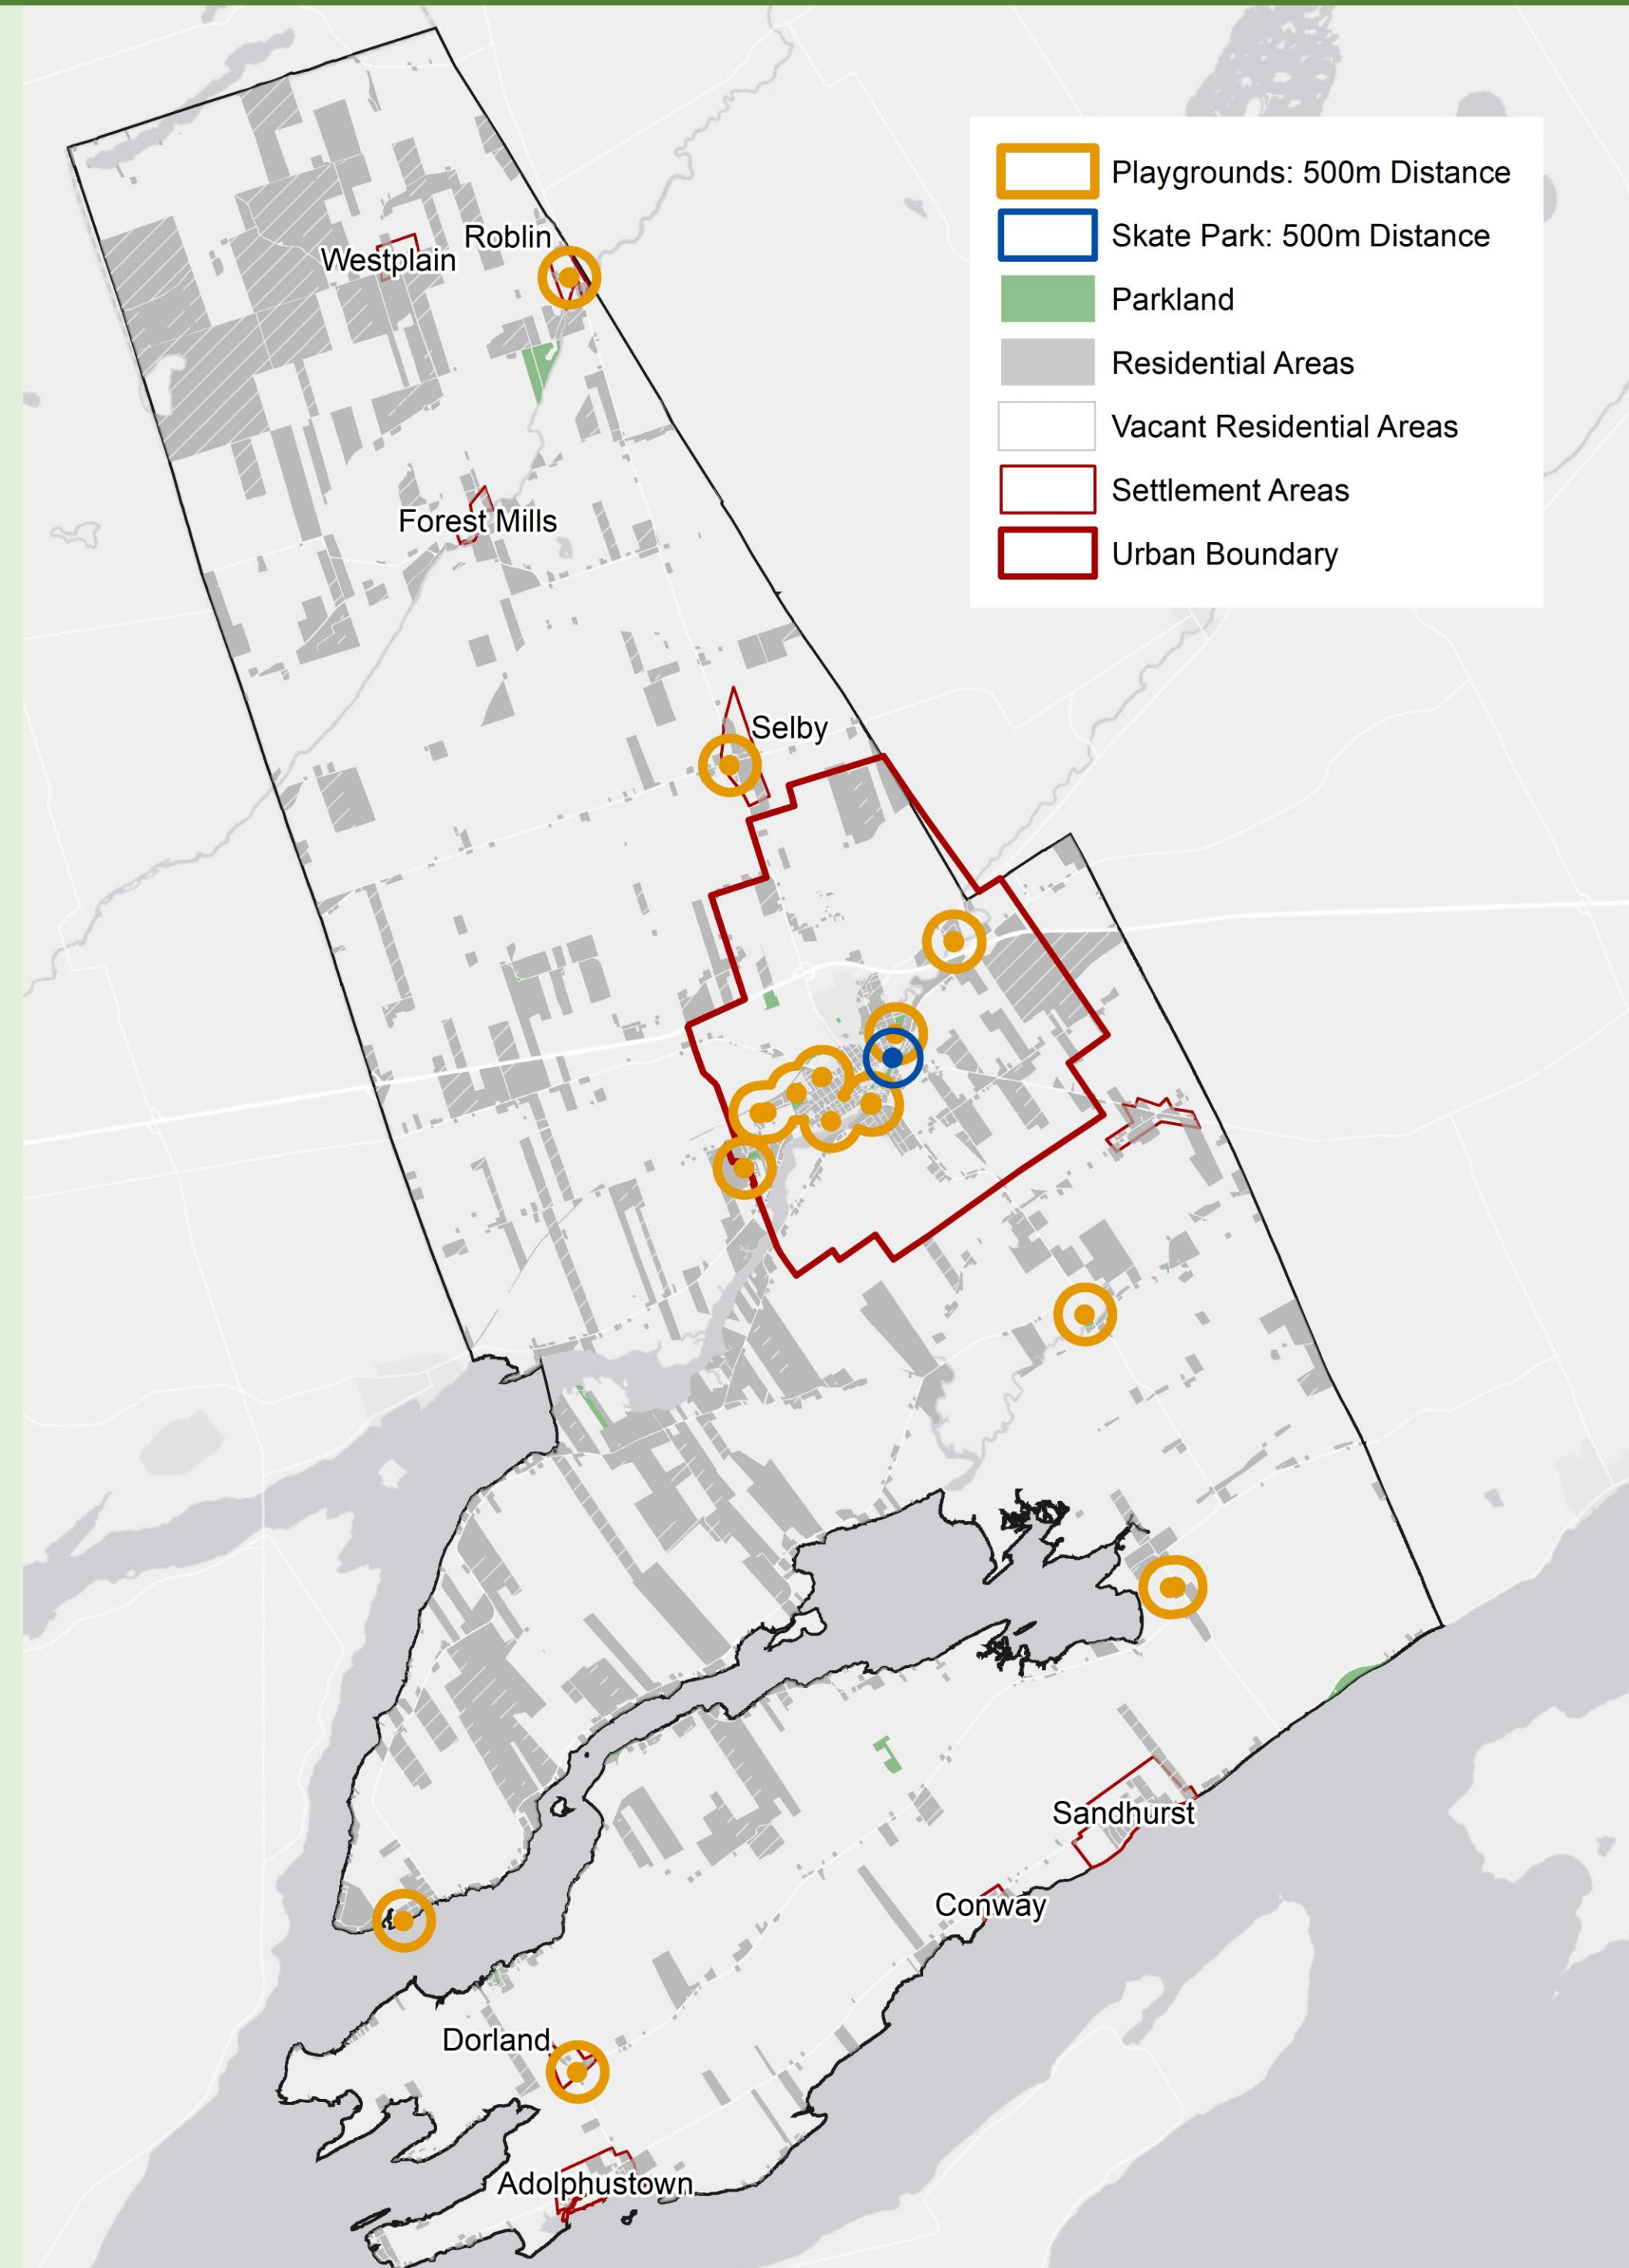 Playgrounds: 500m Distance
Skate Park: 500m Distance
Parkland
Residential Areas
Vacant Residential Areas
Settlement Areas
Urban Boundary
Roblin
Westplain
Forest Mills
Selby
Sandhurst
Conway
Dorland
Adolphustown